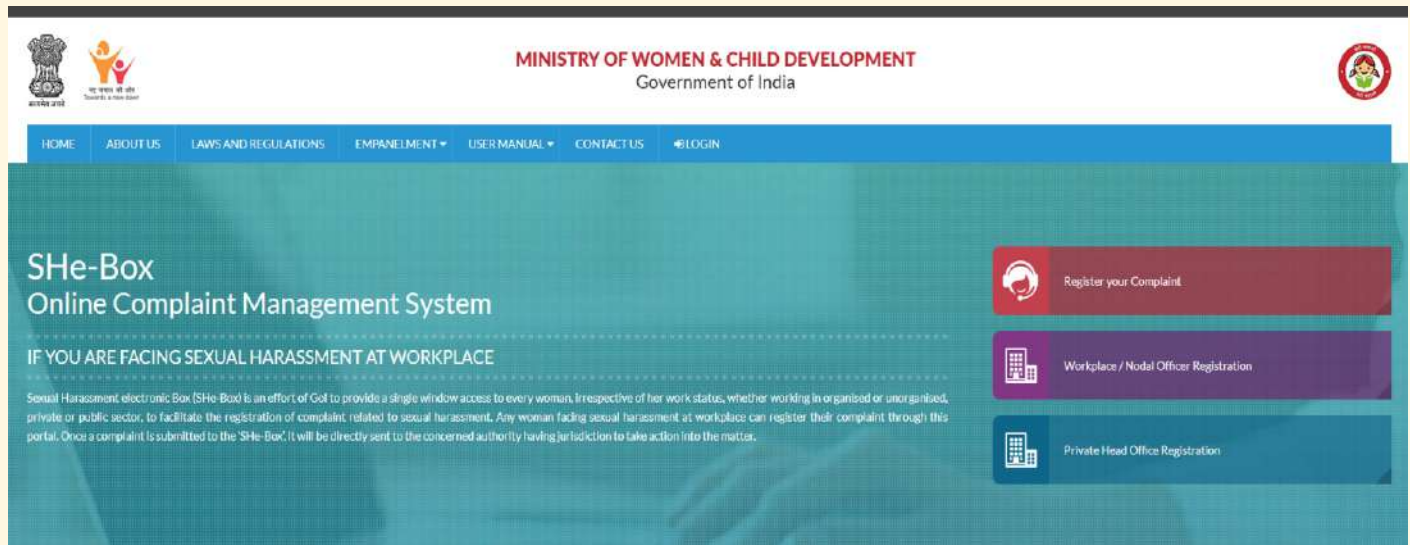 MINISTRY OF WOMEN & CHILD DEVELOPMENT
Government of India
सत्यमेव जयते
Towards a new dawn
HOME ABOUT US LAWS AND REGULATIONS EMPANELMENT USER MANUAL CONTACT US LOGIN
SHe-Box
Online Complaint Management System
IF YOU ARE FACING SEXUAL HARASSMENT AT WORKPLACE
Sexual Harassment electronic Box (SHe-Box) is an effort of GoI to provide a single window access to every woman, irrespective of her work status, whether working in organised or unorganised,
private or public sector, to facilitate the registration of complaint related to sexual harassment. Any woman facing sexual harassment at workplace can register their complaint through this
portal. Once a complaint is submitted to the 'SHe-Box', it will be directly sent to the concerned authority having jurisdiction to take action into the matter.
Register your Complaint
Workplace / Nodal Officer Registration
Private Head Office Registration